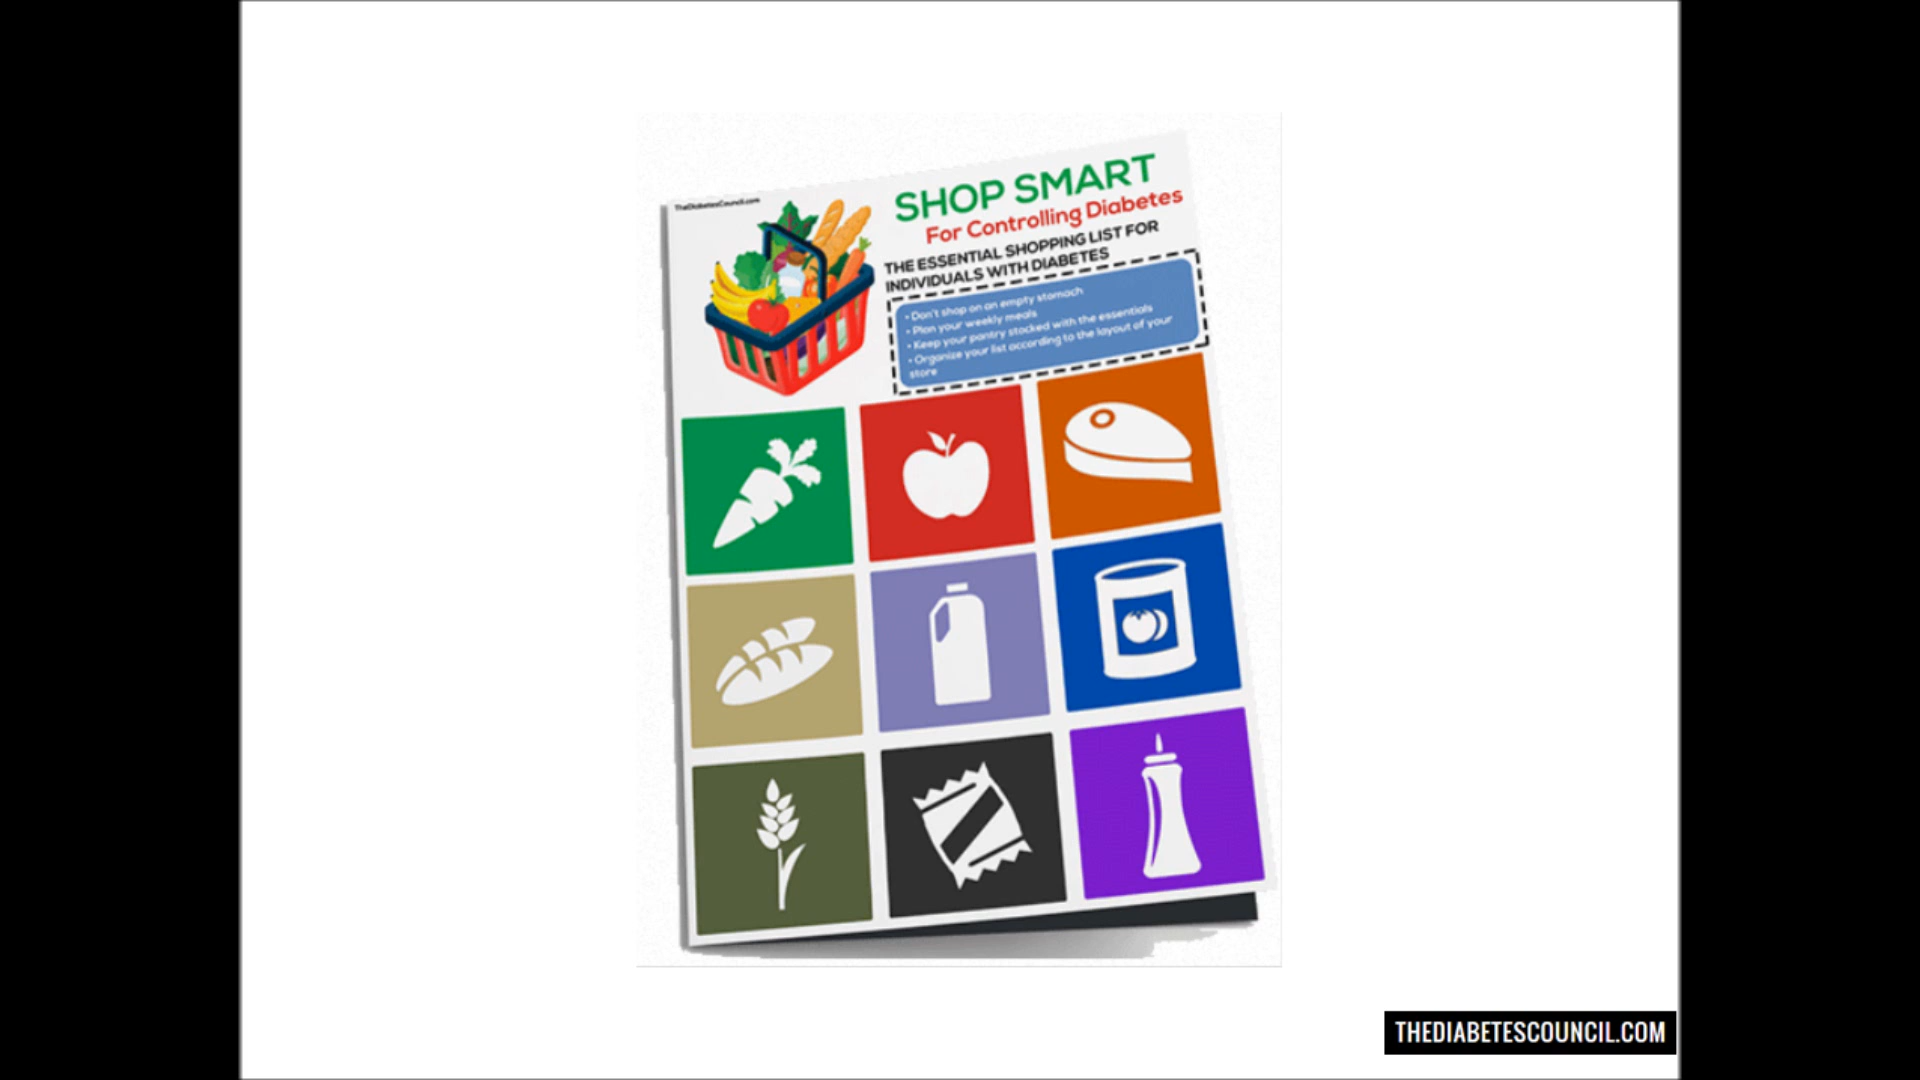 TheDiabetesCouncil.com
SHOP SMART
For Controlling Diabetes
THE ESSENTIAL SHOPPING LIST FOR
INDIVIDUALS WITH DIABETES
• Don't shop on an empty stomach
• Plan your weekly meals
• Keep your pantry stocked with the essentials
• Organize your list according to the layout of your
store
THEDIABETESCOUNCIL.COM